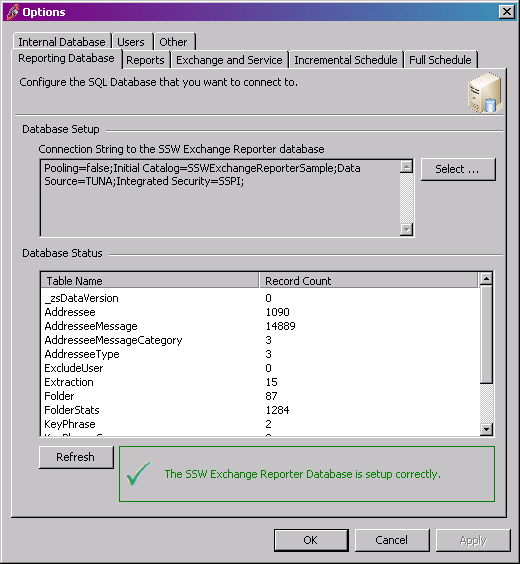 Options
Internal Database Users Other
Reporting Database Reports Exchange and Service Incremental Schedule Full Schedule
Configure the SQL Database that you want to connect to.
Database Setup
Connection String to the SSW Exchange Reporter database
Pooling=false;Initial Catalog=SSWExchangeReporterSample;Data
Source=TUNA;Integrated Security=SSPI;
Select ...
Database Status
Table Name Record Count
_zsDataVersion 0
Addressee 1090
AddresseeMessage 14889
AddresseeMessageCategory 3
AddresseeType 3
ExcludeUser 0
Extraction 15
Folder 87
FolderStats 1284
KeyPhrase 2
Refresh
The SSW Exchange Reporter Database is setup correctly.
OK Cancel Apply